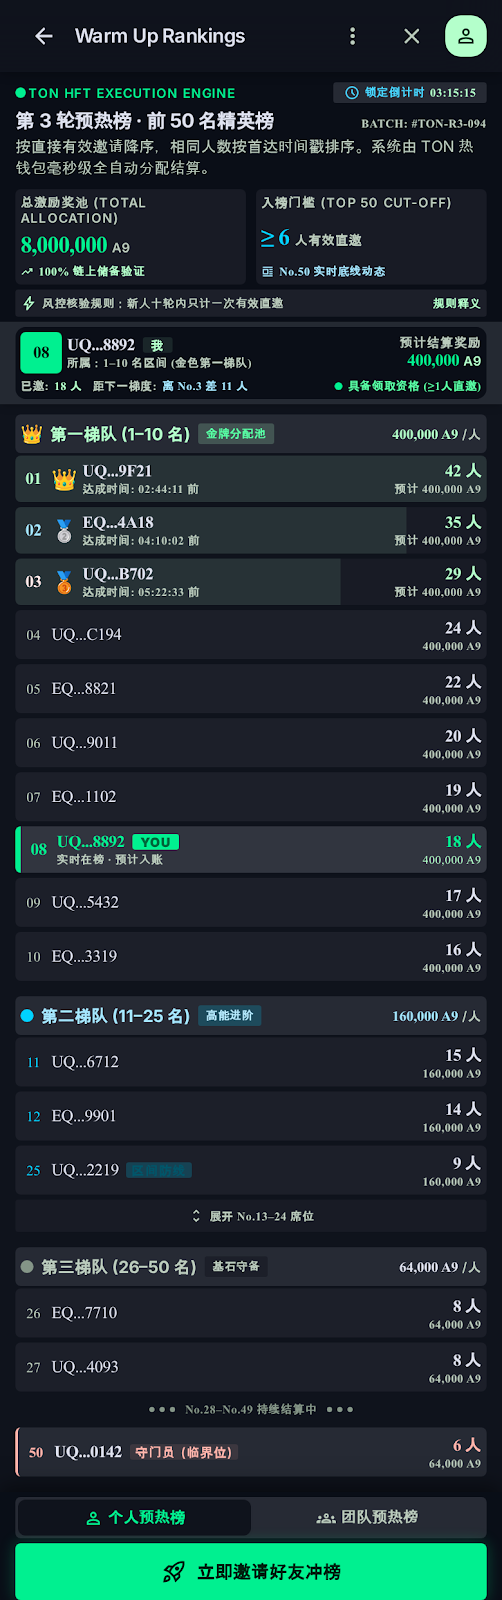 Warm Up Rankings
TON HFT EXECUTION ENGINE
锁定倒计时 03:15:15
第 3 轮预热榜 · 前 50 名精英榜
BATCH: #TON-R3-094
按直接有效邀请降序，相同人数按首达时间戳排序。系统由 TON 热
钱包毫秒级全自动分配结算。
总激励奖池 (TOTAL
ALLOCATION)
8,000,000 A9
100% 链上储备验证
入榜门槛 (TOP 50 CUT-OFF)
≥6 人有效直邀
No.50 实时底线动态
风控核验规则：新人十轮内只计一次有效直邀
规则释义
08
UQ...8892 我
所属：1–10 名区间 (金色第一梯队)
预计结算奖励
400,000 A9
已邀: 18 人 距下一梯度: 离 No.3 差 11 人
具备领取资格 (≥1人直邀)
第一梯队 (1–10 名) 金牌分配池 400,000 A9 /人
01 UQ...9F21 42 人
达成时间: 02:44:11 前 预计 400,000 A9
02 EQ...4A18 35 人
达成时间: 04:10:02 前 预计 400,000 A9
03 UQ...B702 29 人
达成时间: 05:22:33 前 预计 400,000 A9
04 UQ...C194 24 人
400,000 A9
05 EQ...8821 22 人
400,000 A9
06 UQ...9011 20 人
400,000 A9
07 EQ...1102 19 人
400,000 A9
08 UQ...8892 YOU 18 人
实时在榜 · 预计入账 400,000 A9
09 UQ...5432 17 人
400,000 A9
10 EQ...3319 16 人
400,000 A9
第二梯队 (11–25 名) 高能进阶 160,000 A9 /人
11 UQ...6712 15 人
160,000 A9
12 EQ...9901 14 人
160,000 A9
25 UQ...2219 9 人
160,000 A9
展开 No.13–24 席位
第三梯队 (26–50 名) 基石守备 64,000 A9 /人
26 EQ...7710 8 人
64,000 A9
27 UQ...4093 8 人
64,000 A9
No.28–No.49 持续结算中
50 UQ...0142 守门员 (临界位) 6 人
64,000 A9
个人预热榜
团队预热榜
立即邀请好友冲榜